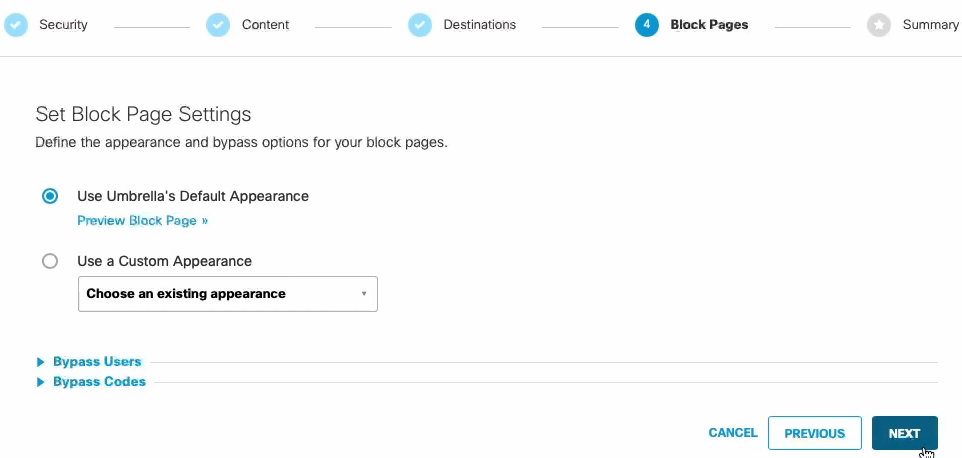 Security Content Destinations 4 Block Pages Summary
Set Block Page Settings
Define the appearance and bypass options for your block pages.
Use Umbrella's Default Appearance
Preview Block Page »
Use a Custom Appearance
Choose an existing appearance
Bypass Users
Bypass Codes
CANCEL PREVIOUS NEXT